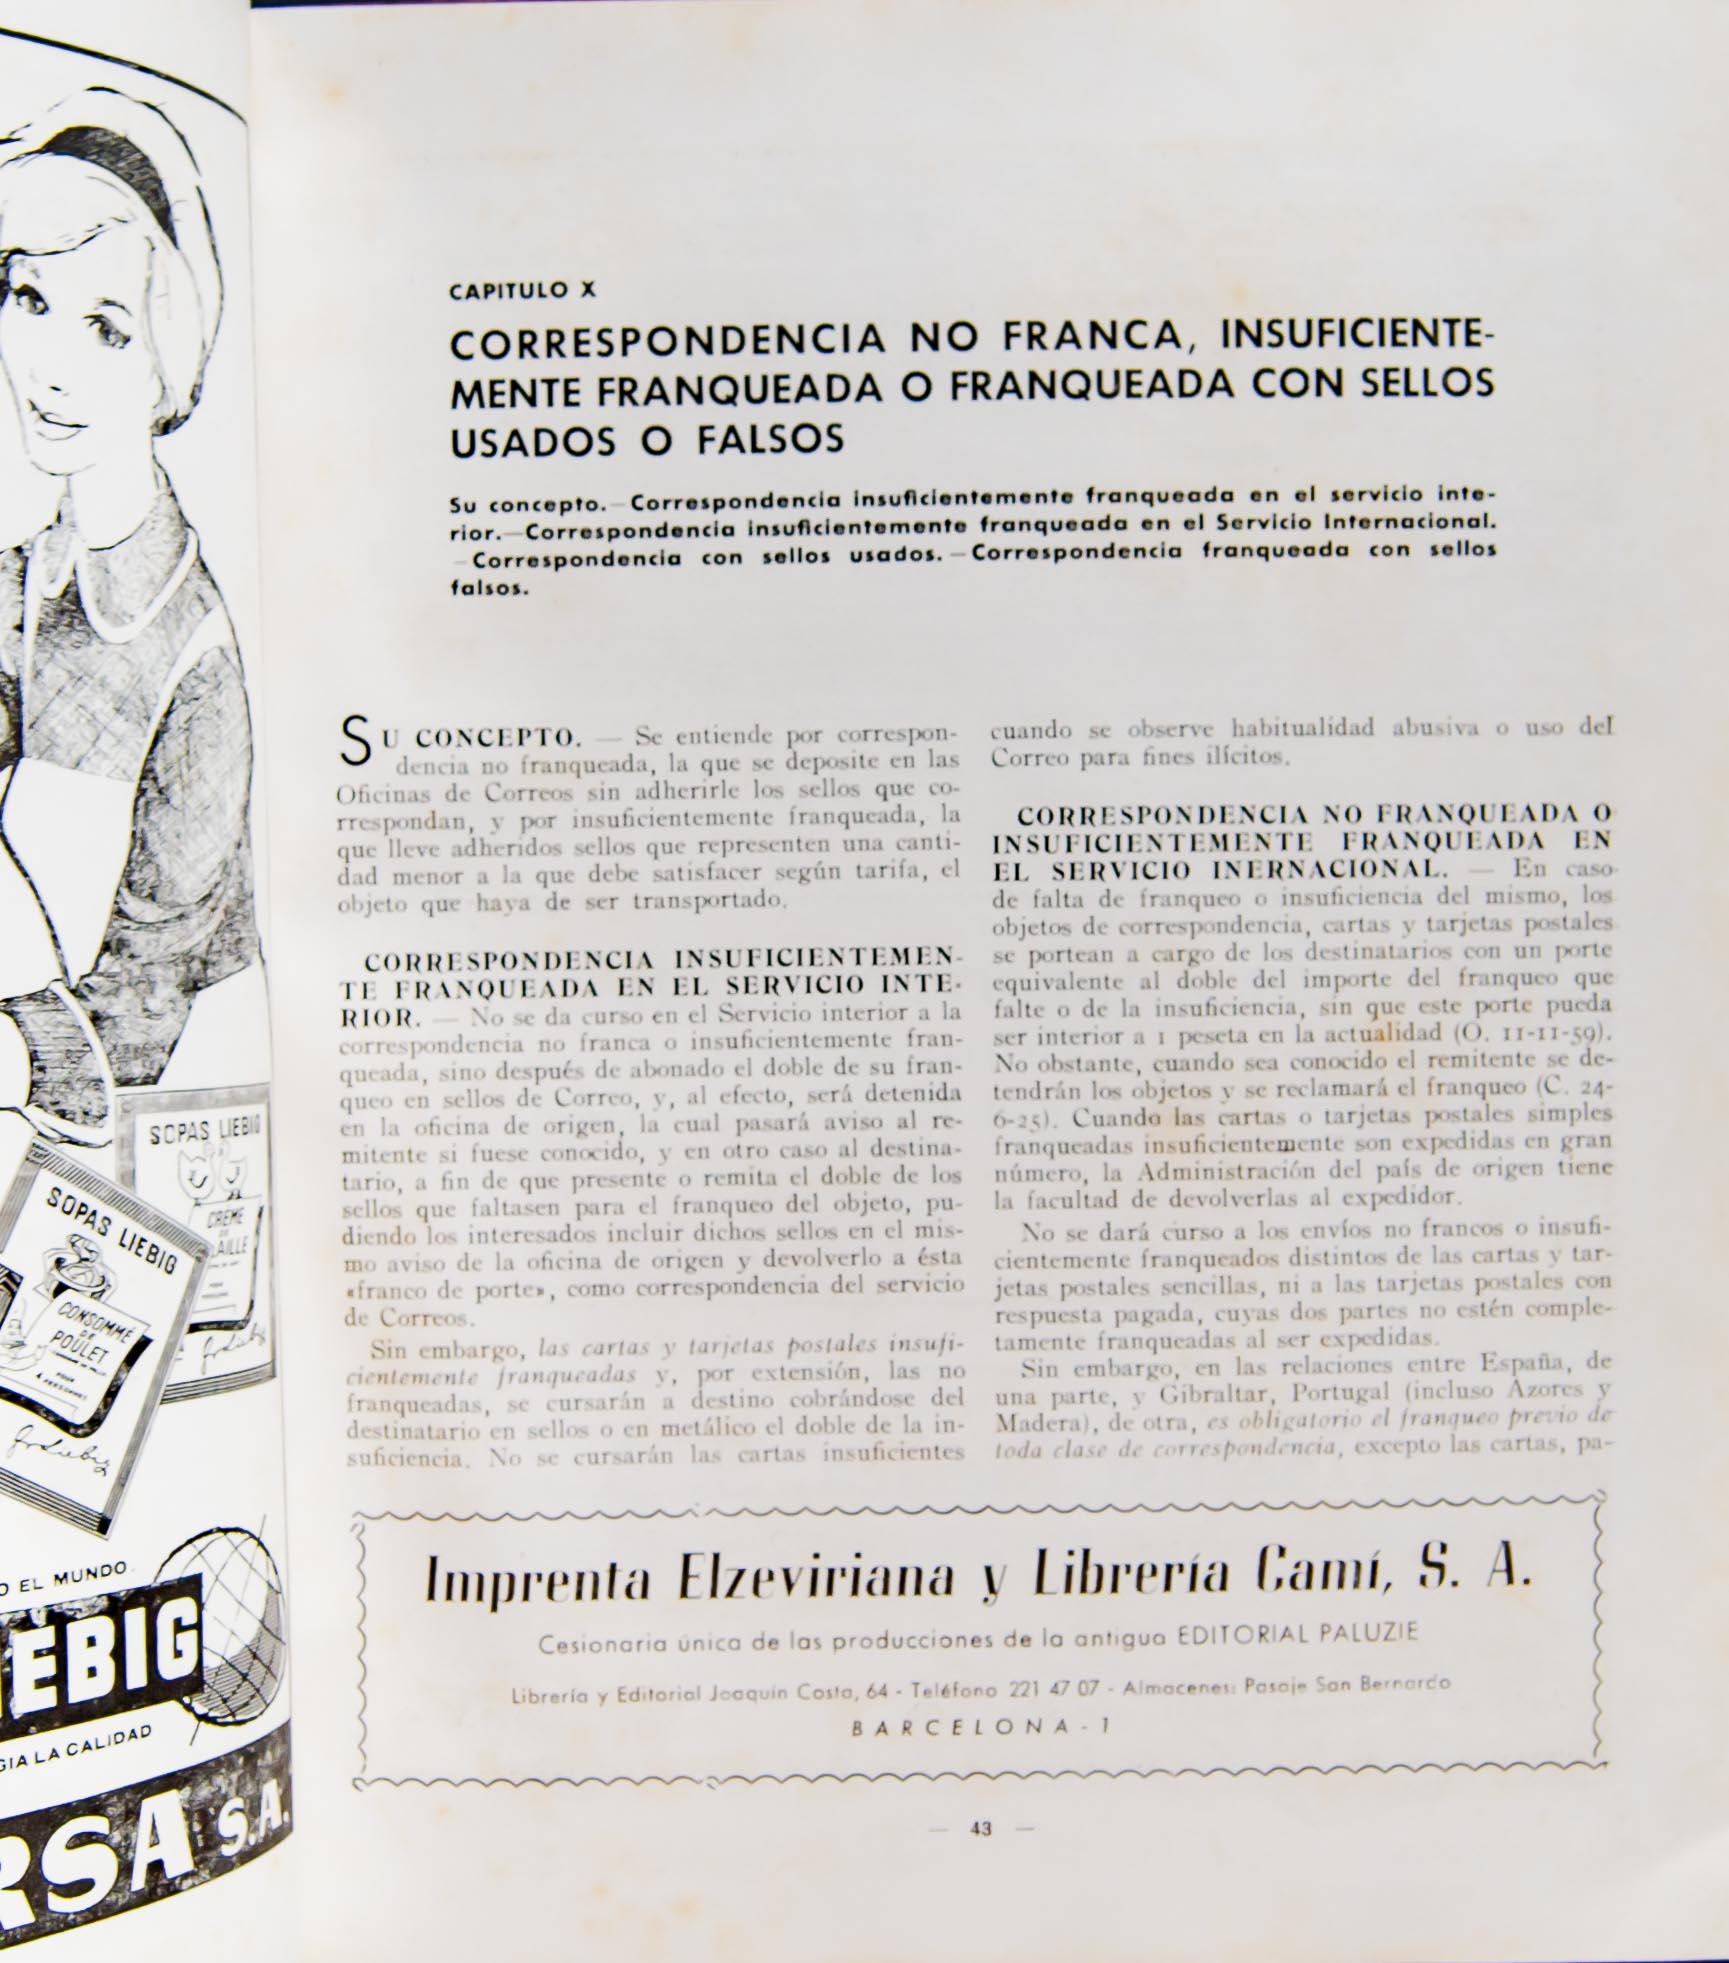 SOPAS LIEBIG
CREME
SOPAS LIEBIG
CONSOMMÉ
DE
POULET
O EL MUNDO
IEBIG
GIA LA CALIDAD
RSA S.A.
CAPITULO X
CORRESPONDENCIA NO FRANCA, INSUFICIENTE-
MENTE FRANQUEADA O FRANQUEADA CON SELLOS
USADOS O FALSOS
Su concepto.—Correspondencia insuficientemente franqueada en el servicio inte-
rior.—Correspondencia insuficientemente franqueada en el Servicio Internacional.
—Correspondencia con sellos usados.—Correspondencia franqueada con sellos
falsos.
SU CONCEPTO. — Se entiende por correspon-
dencia no franqueada, la que se deposite en las
Oficinas de Correos sin adherirle los sellos que co-
rrespondan, y por insuficientemente franqueada, la
que lleve adheridos sellos que representen una canti-
dad menor a la que debe satisfacer según tarifa, el
objeto que haya de ser transportado.
CORRESPONDENCIA INSUFICIENTEMEN-
TE FRANQUEADA EN EL SERVICIO INTE-
RIOR. — No se da curso en el Servicio interior a la
correspondencia no franca o insuficientemente fran-
queada, sino después de abonado el doble de su fran-
queo en sellos de Correo, y, al efecto, será detenida
en la oficina de origen, la cual pasará aviso al re-
mitente si fuese conocido, y en otro caso al destina-
tario, a fin de que presente o remita el doble de los
sellos que faltasen para el franqueo del objeto, pu-
diendo los interesados incluir dichos sellos en el mis-
mo aviso de la oficina de origen y devolverlo a ésta
«franco de porte», como correspondencia del servicio
de Correos.
Sin embargo, las cartas y tarjetas postales insufi-
cientemente franqueadas y, por extensión, las no
franqueadas, se cursarán a destino cobrándose del
destinatario en sellos o en metálico el doble de la in-
suficiencia. No se cursarán las cartas insuficientes
cuando se observe habitualidad abusiva o uso del
Correo para fines ilícitos.
CORRESPONDENCIA NO FRANQUEADA O
INSUFICIENTEMENTE FRANQUEADA EN
EL SERVICIO INERNACIONAL. — En caso
de falta de franqueo o insuficiencia del mismo, los
objetos de correspondencia, cartas y tarjetas postales
se portean a cargo de los destinatarios con un porte
equivalente al doble del importe del franqueo que
falte o de la insuficiencia, sin que este porte pueda
ser interior a 1 peseta en la actualidad (O. 11-11-59).
No obstante, cuando sea conocido el remitente se de-
tendrán los objetos y se reclamará el franqueo (C. 24-
6-25). Cuando las cartas o tarjetas postales simples
franqueadas insuficientemente son expedidas en gran
número, la Administración del país de origen tiene
la facultad de devolverlas al expedidor.
No se dará curso a los envíos no francos o insufi-
cientemente franqueados distintos de las cartas y tar-
jetas postales sencillas, ni a las tarjetas postales con
respuesta pagada, cuyas dos partes no estén comple-
tamente franqueadas al ser expedidas.
Sin embargo, en las relaciones entre España, de
una parte, y Gibraltar, Portugal (incluso Azores y
Madera), de otra, es obligatorio el franqueo previo de
toda clase de correspondencia, excepto las cartas, pa-
Imprenta Elzeviriana y Librería Camí, S. A.
Cesionaria única de las producciones de la antigua EDITORIAL PALUZIE
Librería y Editorial Joaquín Costa, 64 - Teléfono 221 47 07 - Almacenes: Pasaje San Bernardo
BARCELONA-1
— 43 —